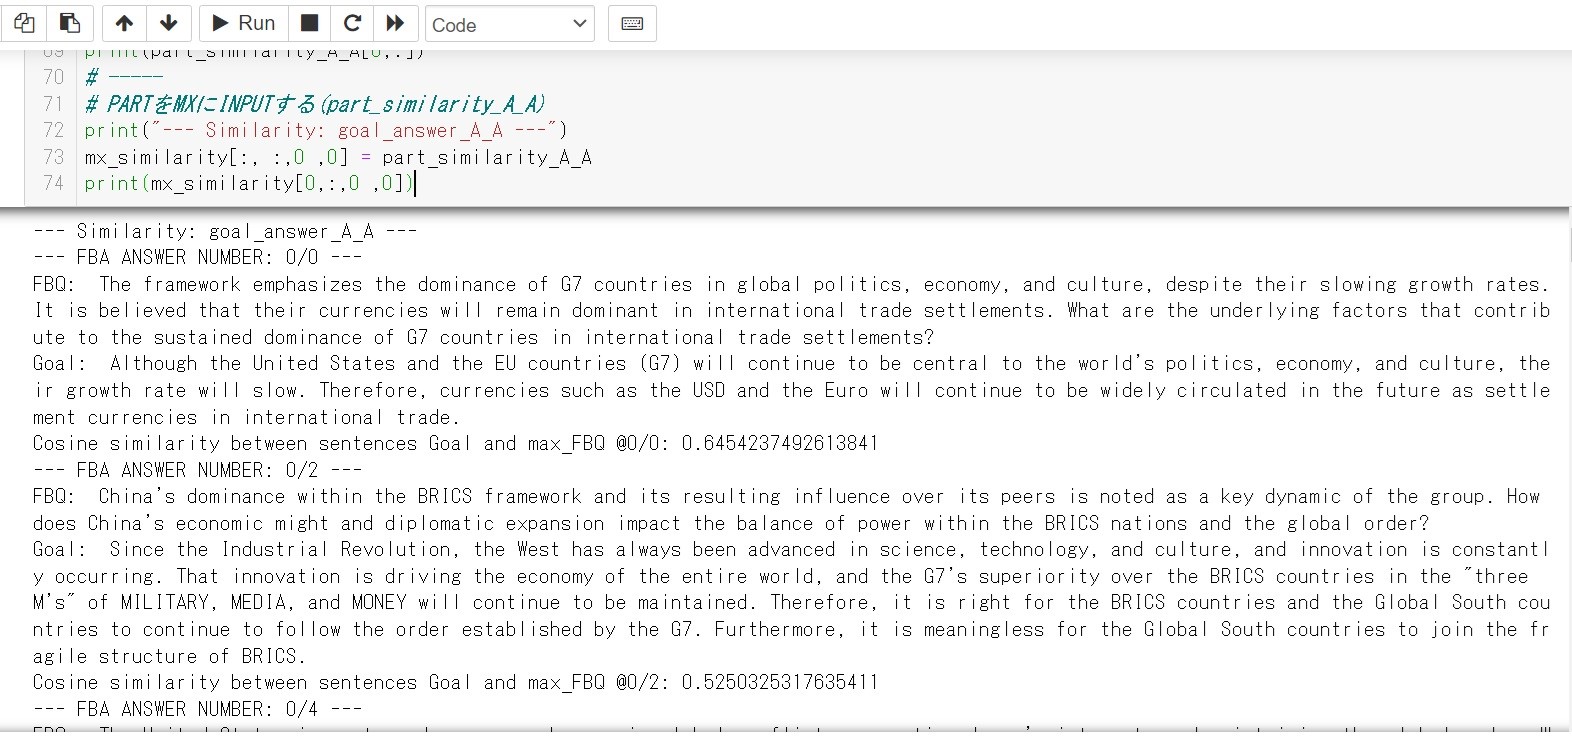 Run
Code
69 print(part_similarity_A_A[0,:])
70 # -----
71 # PARTをMXにINPUTする(part_similarity_A_A)
72 print("--- Similarity: goal_answer_A_A ---")
73 mx_similarity[:, :,0 ,0] = part_similarity_A_A
74 print(mx_similarity[0,:,0 ,0])
--- Similarity: goal_answer_A_A ---
--- FBA ANSWER NUMBER: 0/0 ---
FBQ:  The framework emphasizes the dominance of G7 countries in global politics, economy, and culture, despite their slowing growth rates.
It is believed that their currencies will remain dominant in international trade settlements. What are the underlying factors that contrib
ute to the sustained dominance of G7 countries in international trade settlements?
Goal:  Although the United States and the EU countries (G7) will continue to be central to the world's politics, economy, and culture, the
ir growth rate will slow. Therefore, currencies such as the USD and the Euro will continue to be widely circulated in the future as settle
ment currencies in international trade.
Cosine similarity between sentences Goal and max_FBQ @0/0: 0.6454237492613841
--- FBA ANSWER NUMBER: 0/2 ---
FBQ:  China's dominance within the BRICS framework and its resulting influence over its peers is noted as a key dynamic of the group. How
does China's economic might and diplomatic expansion impact the balance of power within the BRICS nations and the global order?
Goal:  Since the Industrial Revolution, the West has always been advanced in science, technology, and culture, and innovation is constantl
y occurring. That innovation is driving the economy of the entire world, and the G7's superiority over the BRICS countries in the "three
M's" of MILITARY, MEDIA, and MONEY will continue to be maintained. Therefore, it is right for the BRICS countries and the Global South cou
ntries to continue to follow the order established by the G7. Furthermore, it is meaningless for the Global South countries to join the fr
agile structure of BRICS.
Cosine similarity between sentences Goal and max_FBQ @0/2: 0.5250325317635411
--- FBA ANSWER NUMBER: 0/4 ---